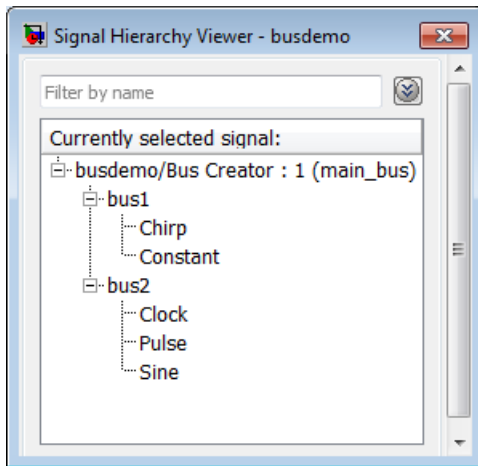 Signal Hierarchy Viewer - busdemo
Filter by name
Currently selected signal:
busdemo/Bus Creator : 1 (main_bus)
bus1
Chirp
Constant
bus2
Clock
Pulse
Sine